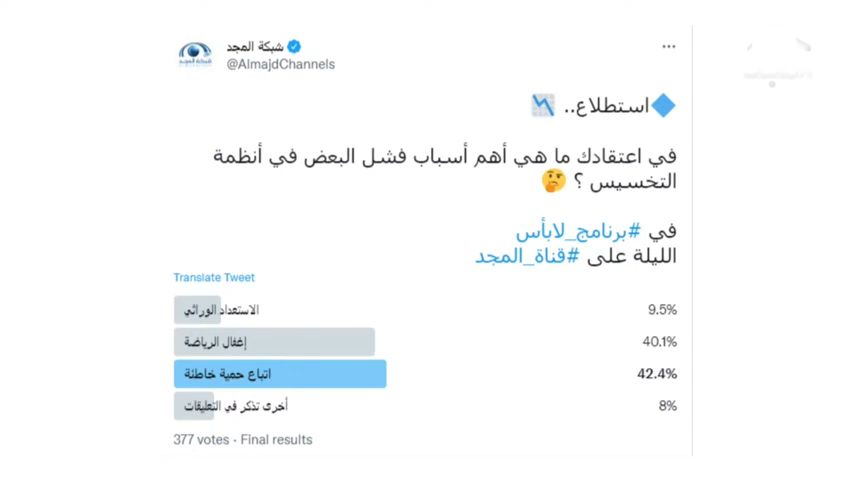 شبكة المجد
@AlmajdChannels
استطلاع..
في اعتقادك ما هي أهم أسباب فشل البعض في أنظمة
التخسيس ؟
في #برنامج_لابأس
الليلة على #قناة_المجد
Translate Tweet
الاستعداد الوراثي 9.5%
إغفال الرياضة 40.1%
اتباع حمية خاطئة 42.4%
أخرى تذكر في التعليقات 8%
377 votes · Final results